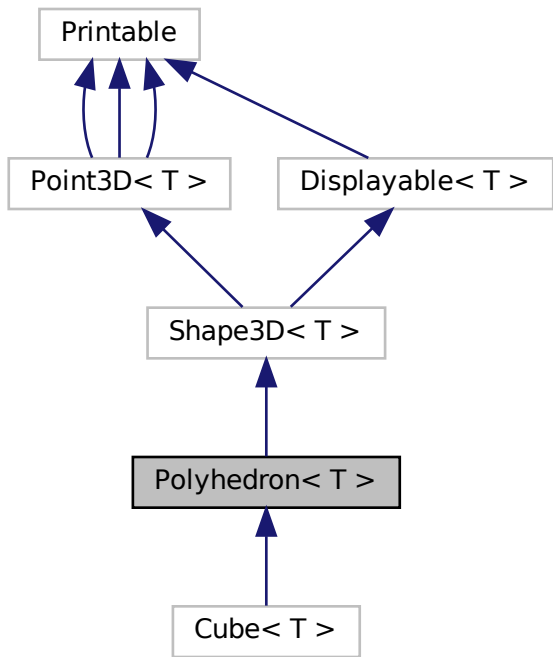 Printable
Point3D< T >
Displayable< T >
Shape3D< T >
Polyhedron< T >
Cube< T >